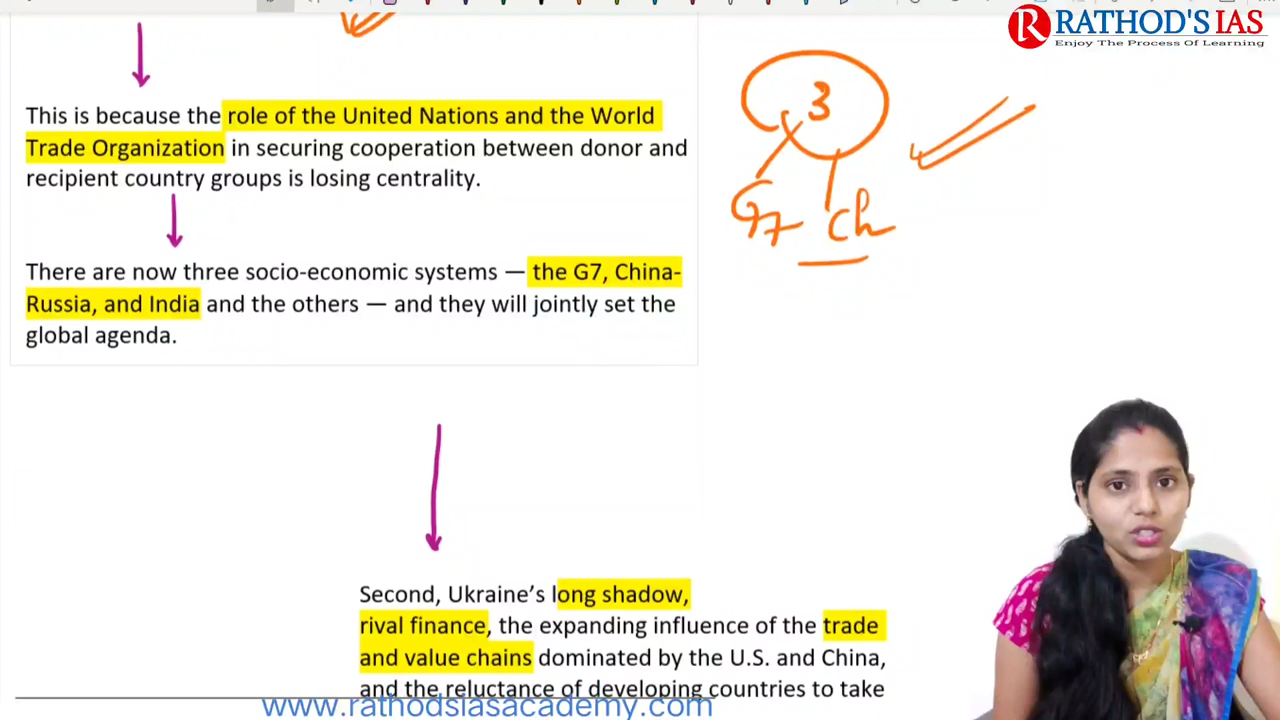 RATHOD'S IAS
Enjoy The Process Of Learning
This is because the role of the United Nations and the World
Trade Organization in securing cooperation between donor and
recipient country groups is losing centrality.
There are now three socio-economic systems — the G7, China-
Russia, and India and the others — and they will jointly set the
global agenda.
3
G7 Ch
Second, Ukraine's long shadow,
rival finance, the expanding influence of the trade
and value chains dominated by the U.S. and China,
and the reluctance of developing countries to take
www.rathodsiasacademy.com